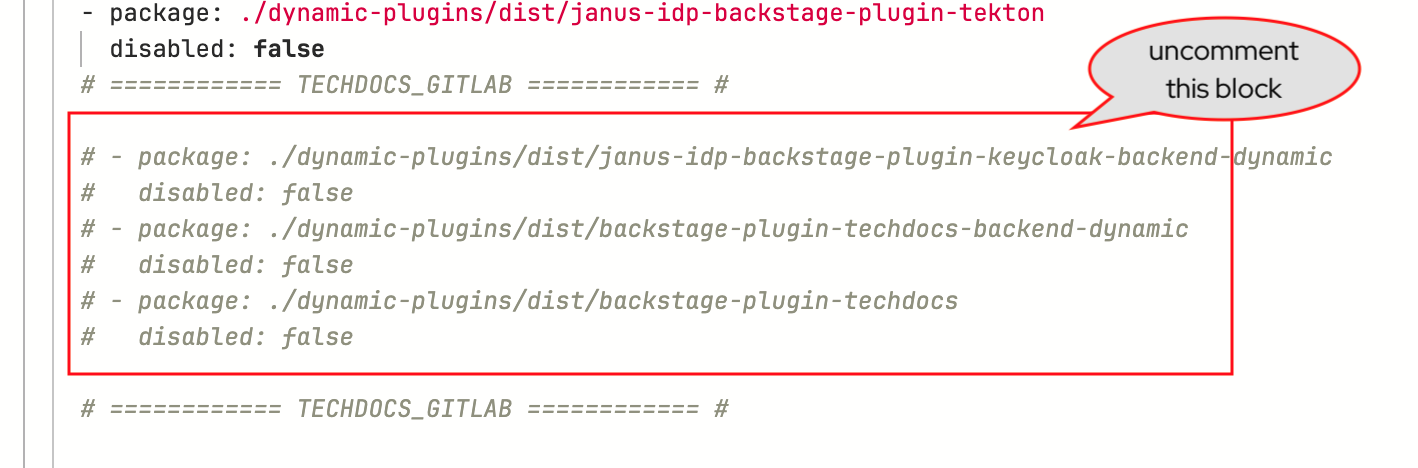 - package: ./dynamic-plugins/dist/janus-idp-backstage-plugin-tekton
  disabled: false
# ============ TECHDOCS_GITLAB ============ #
uncomment
this block
# - package: ./dynamic-plugins/dist/janus-idp-backstage-plugin-keycloak-backend-dynamic
#   disabled: false
# - package: ./dynamic-plugins/dist/backstage-plugin-techdocs-backend-dynamic
#   disabled: false
# - package: ./dynamic-plugins/dist/backstage-plugin-techdocs
#   disabled: false
# ============ TECHDOCS_GITLAB ============ #